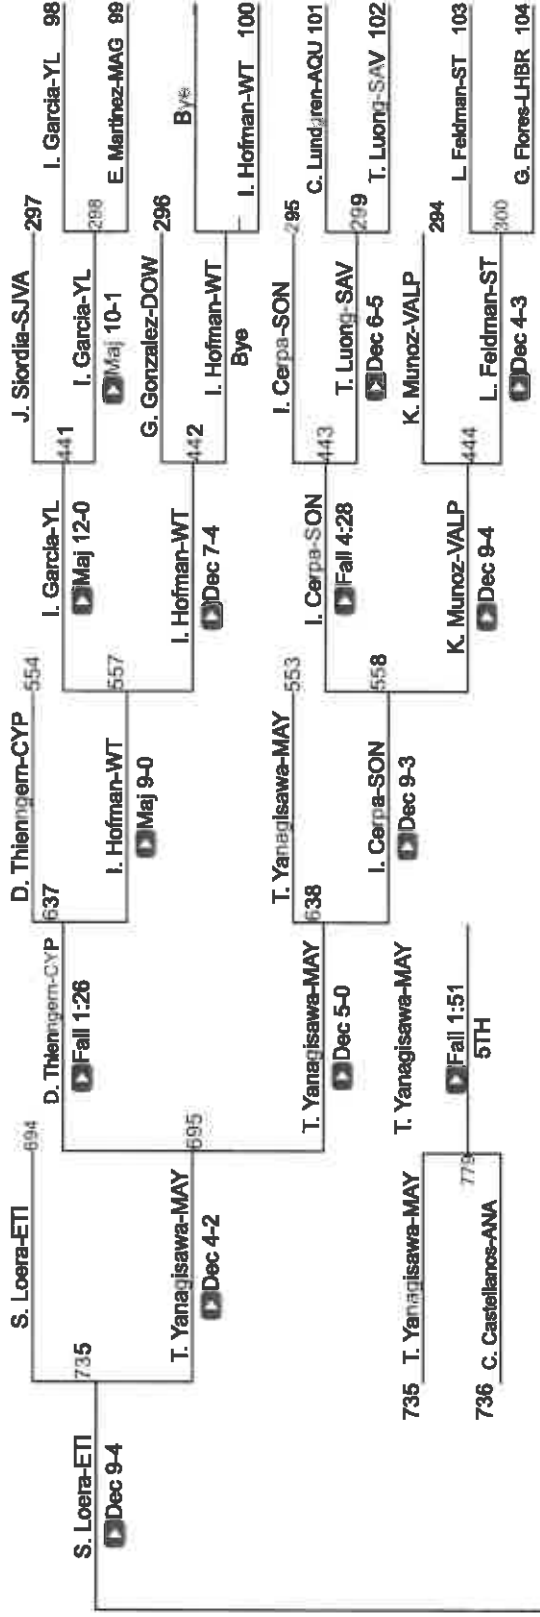 I. Garcia-YL 98
E. Martinez-MAG 99
Bye
I. Hofman-WT 100
C. Lundgren-AQU 101
T. Luong-SAV 102
L. Feldman-ST 103
G. Flores-LHBR 104
J. Siordia-SJVA 297
298
I. Garcia-YL
Maj 10-1
G. Gonzalez-DOW 296
I. Hofman-WT
Bye
I. Cerpa-SON 295
299
T. Luong-SAV
Dec 6-5
K. Munoz-VALP 294
300
L. Feldman-ST
Dec 4-3
441
I. Garcia-YL
Maj 12-0
442
I. Hofman-WT
Dec 7-4
443
I. Cerpa-SON
Fall 4:28
444
K. Munoz-VALP
Dec 9-4
D. Thienngern-CYP 554
557
I. Hofman-WT
Maj 9-0
T. Yanagisawa-MAY 553
558
I. Cerpa-SON
Dec 9-3
637
D. Thienngern-CYP
Fall 1:26
638
T. Yanagisawa-MAY
Dec 5-0
S. Loera-ETI 694
695
T. Yanagisawa-MAY
Dec 4-2
735
S. Loera-ETI
Dec 9-4
735 T. Yanagisawa-MAY
736 C. Castellanos-ANA
779
T. Yanagisawa-MAY
Fall 1:51
5TH